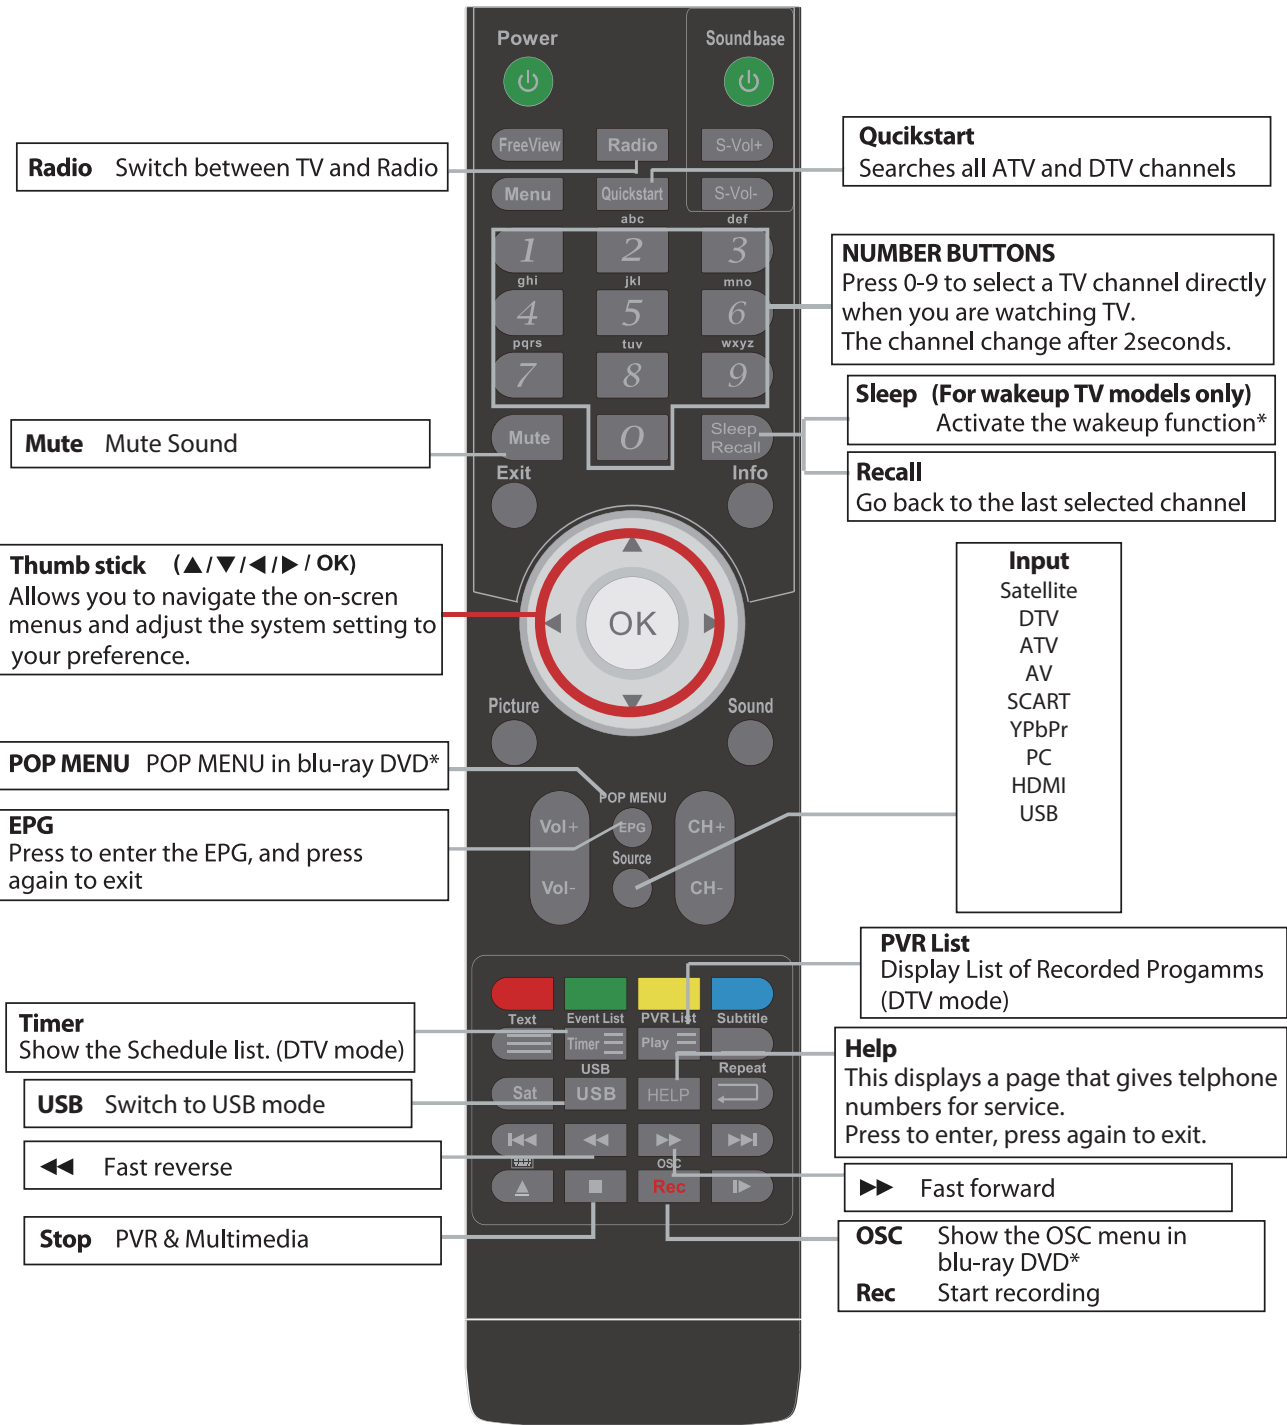 Power
Sound base
FreeView
Radio
S-Vol+
Menu
Quickstart
S-Vol-
abc
def
1
2
3
ghi
jkl
mno
4
5
6
pqrs
tuv
wxyz
7
8
9
Mute
0
Sleep
Recall
Exit
Info
OK
Picture
Sound
POP MENU
Vol+
EPG
CH+
Source
Vol-
CH-
Text
Event List
PVR List
Subtitle
Timer
Play
USB
Repeat
Sat
USB
HELP
OSC
Rec
Radio Switch between TV and Radio
Mute Mute Sound
Thumb stick (▲/▼/◀/▶/ OK)
Allows you to navigate the on-scren
menus and adjust the system setting to
your preference.
POP MENU POP MENU in blu-ray DVD*
EPG
Press to enter the EPG, and press
again to exit
Timer
Show the Schedule list. (DTV mode)
USB Switch to USB mode
◀◀ Fast reverse
Stop PVR & Multimedia
Qucikstart
Searches all ATV and DTV channels
NUMBER BUTTONS
Press 0-9 to select a TV channel directly
when you are watching TV.
The channel change after 2seconds.
Sleep (For wakeup TV models only)
Activate the wakeup function*
Recall
Go back to the last selected channel
Input
Satellite
DTV
ATV
AV
SCART
YPbPr
PC
HDMI
USB
PVR List
Display List of Recorded Progamms
(DTV mode)
Help
This displays a page that gives telphone
numbers for service.
Press to enter, press again to exit.
▶▶ Fast forward
OSC Show the OSC menu in
blu-ray DVD*
Rec Start recording